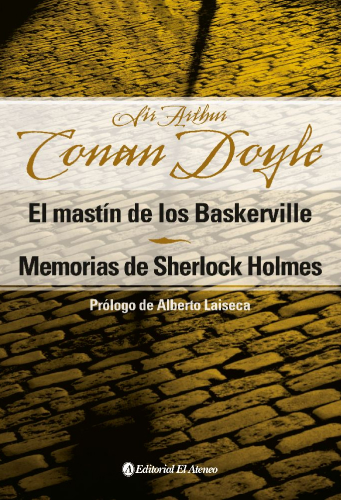 Sir Arthur
Conan Doyle
El mastín de los Baskerville
Memorias de Sherlock Holmes
Prólogo de Alberto Laiseca
Editorial El Ateneo